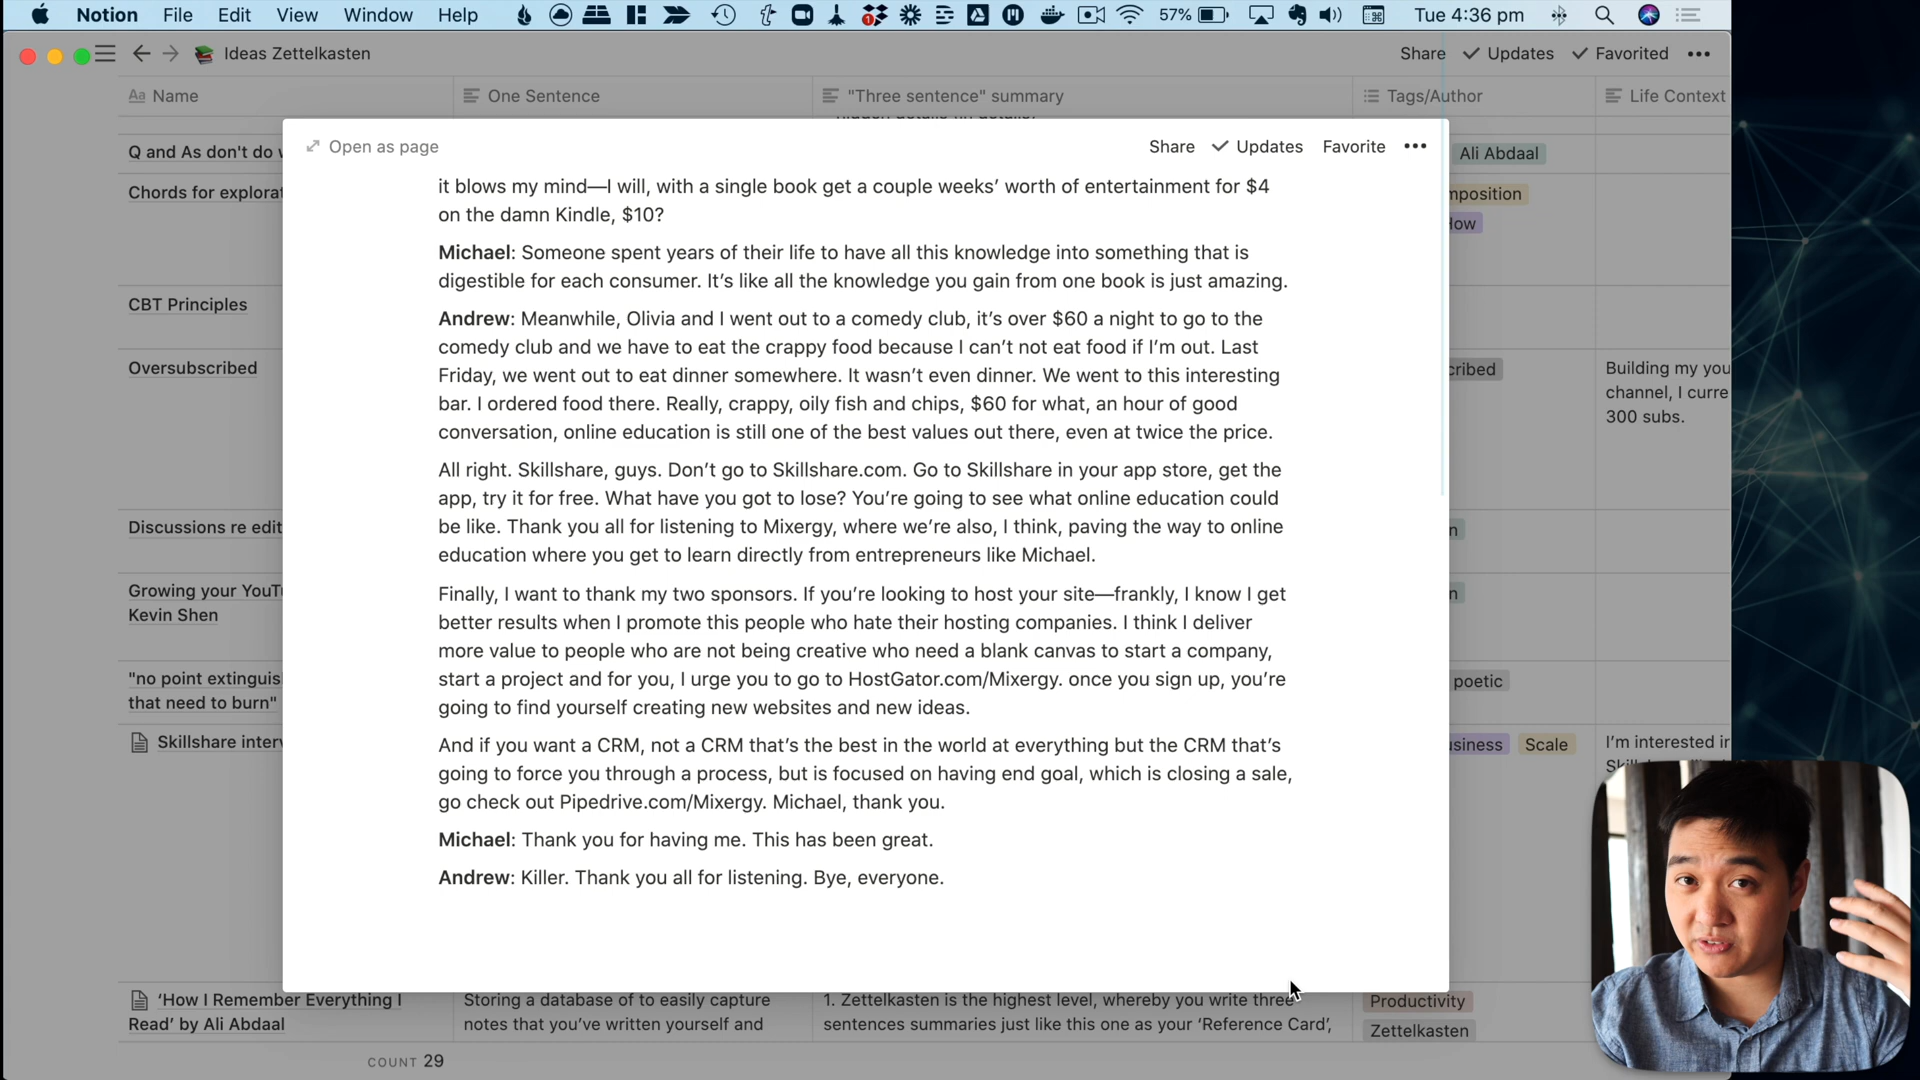 Notion File Edit View Window Help 57% Tue 4:36 pm
Ideas Zettelkasten Share Updates Favorited
Aa Name One Sentence "Three sentence" summary Tags/Author Life Context
Open as page Share Updates Favorite
Q and As don't do Ali Abdaal
Chords for explorat mposition
How
CBT Principles
Oversubscribed cribed Building my you
channel, I curre
300 subs.
Discussions re edit n
Growing your YouT n
Kevin Shen
"no point extinguis poetic
that need to burn"
Skillshare interv usiness Scale I'm interested in
it blows my mind—I will, with a single book get a couple weeks' worth of entertainment for $4
on the damn Kindle, $10?
Michael: Someone spent years of their life to have all this knowledge into something that is
digestible for each consumer. It's like all the knowledge you gain from one book is just amazing.
Andrew: Meanwhile, Olivia and I went out to a comedy club, it's over $60 a night to go to the
comedy club and we have to eat the crappy food because I can't not eat food if I'm out. Last
Friday, we went out to eat dinner somewhere. It wasn't even dinner. We went to this interesting
bar. I ordered food there. Really, crappy, oily fish and chips, $60 for what, an hour of good
conversation, online education is still one of the best values out there, even at twice the price.
All right. Skillshare, guys. Don't go to Skillshare.com. Go to Skillshare in your app store, get the
app, try it for free. What have you got to lose? You're going to see what online education could
be like. Thank you all for listening to Mixergy, where we're also, I think, paving the way to online
education where you get to learn directly from entrepreneurs like Michael.
Finally, I want to thank my two sponsors. If you're looking to host your site—frankly, I know I get
better results when I promote this people who hate their hosting companies. I think I deliver
more value to people who are not being creative who need a blank canvas to start a company,
start a project and for you, I urge you to go to HostGator.com/Mixergy. once you sign up, you're
going to find yourself creating new websites and new ideas.
And if you want a CRM, not a CRM that's the best in the world at everything but the CRM that's
going to force you through a process, but is focused on having end goal, which is closing a sale,
go check out Pipedrive.com/Mixergy. Michael, thank you.
Michael: Thank you for having me. This has been great.
Andrew: Killer. Thank you all for listening. Bye, everyone.
'How I Remember Everything I Storing a database of to easily capture 1. Zettelkasten is the highest level, whereby you write three Productivity
Read' by Ali Abdaal notes that you've written yourself and sentences summaries just like this one as your 'Reference Card', Zettelkasten
COUNT 29